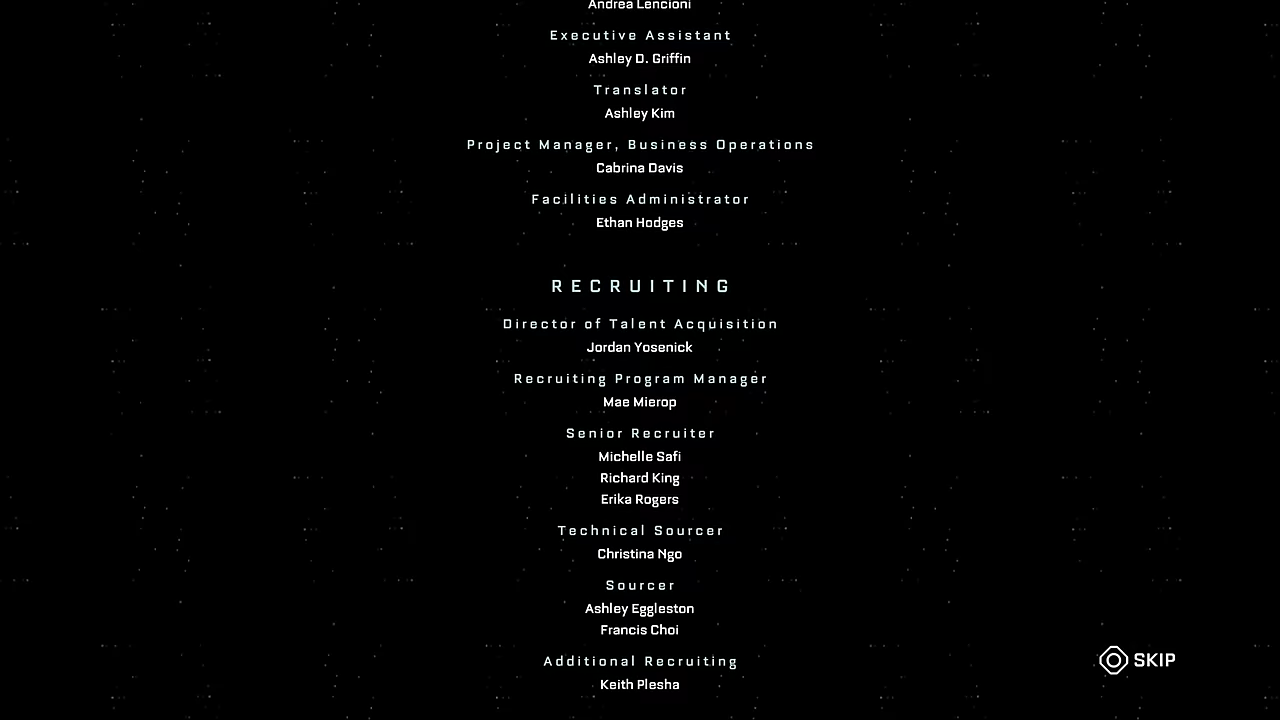 Andrea Lencioni
Executive Assistant
Ashley D. Griffin
Translator
Ashley Kim
Project Manager, Business Operations
Cabrina Davis
Facilities Administrator
Ethan Hodges
RECRUITING
Director of Talent Acquisition
Jordan Yosenick
Recruiting Program Manager
Mae Mierop
Senior Recruiter
Michelle Safi
Richard King
Erika Rogers
Technical Sourcer
Christina Ngo
Sourcer
Ashley Eggleston
Francis Choi
Additional Recruiting
Keith Plesha
SKIP